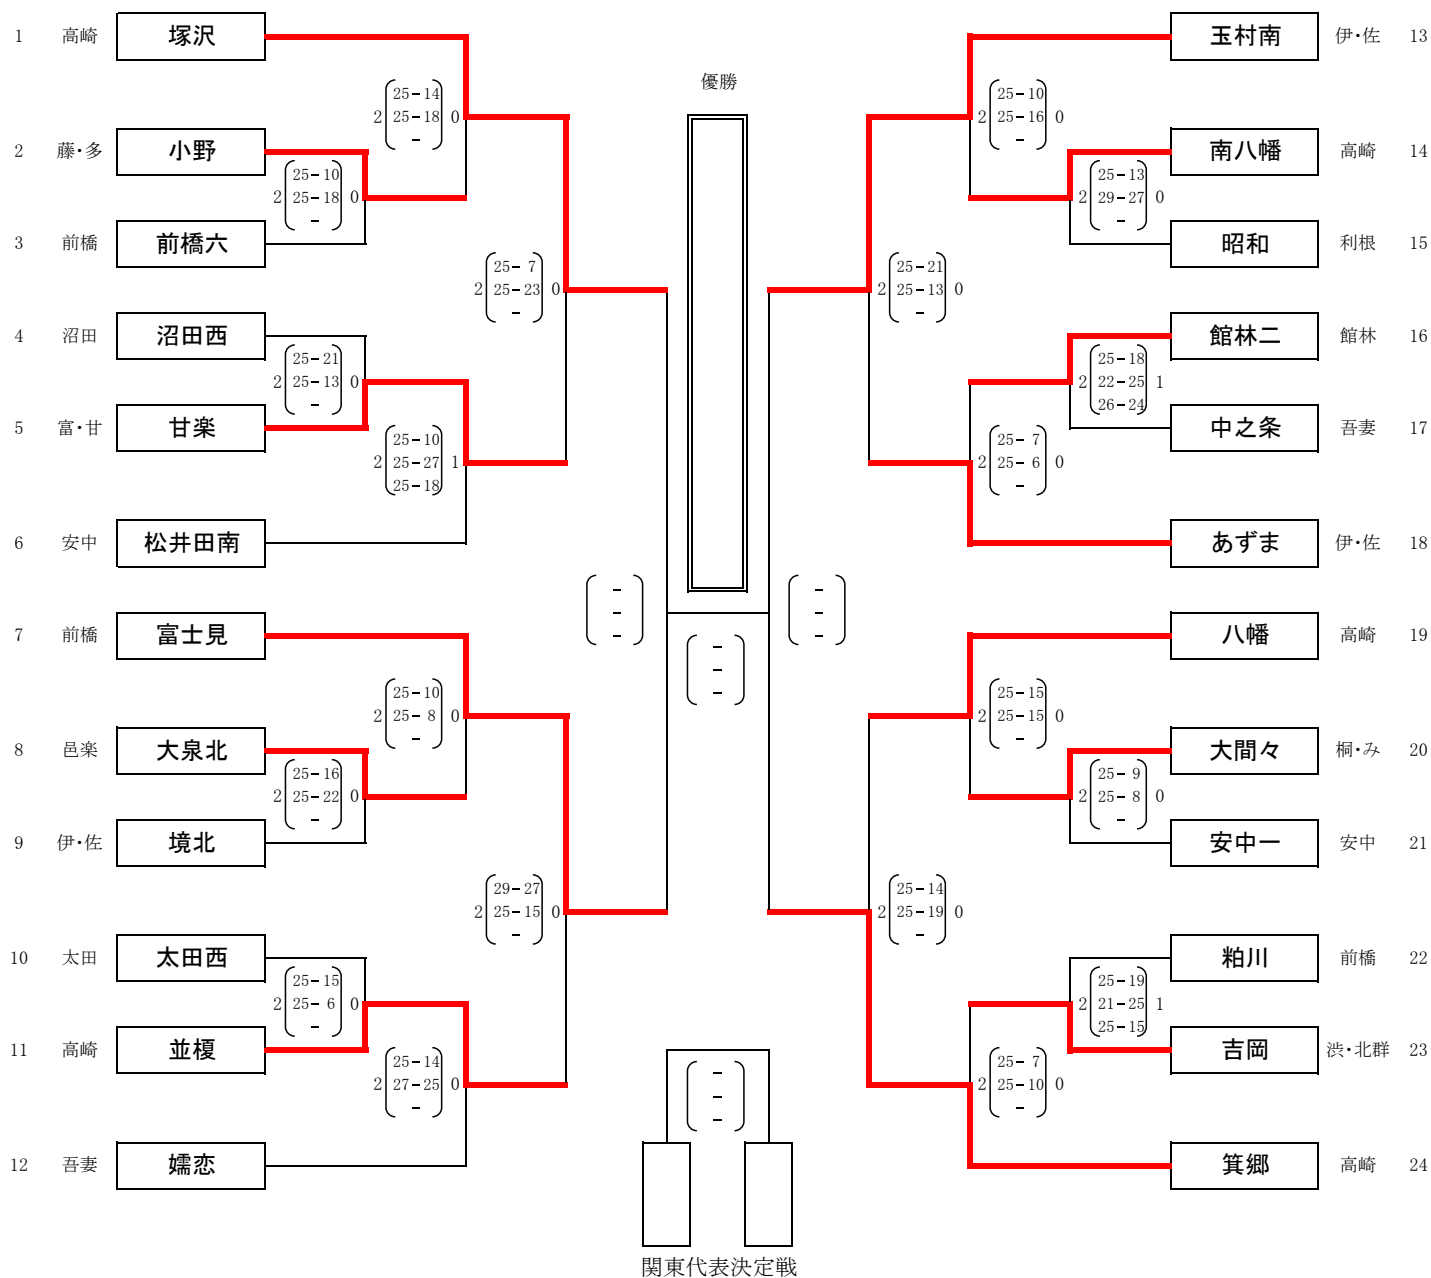 優勝
1 高崎 塚沢
25-14
2 25-18 0
-
2 藤・多 小野
25-10
2 25-18 0
-
3 前橋 前橋六
25- 7
2 25-23 0
-
4 沼田 沼田西
25-21
2 25-13 0
-
5 富・甘 甘楽
25-10
2 25-27 1
25-18
6 安中 松井田南
-
-
-
7 前橋 富士見
25-10
2 25- 8 0
-
8 邑楽 大泉北
25-16
2 25-22 0
-
9 伊・佐 境北
29-27
2 25-15 0
-
10 太田 太田西
25-15
2 25- 6 0
-
11 高崎 並榎
25-14
2 27-25 0
-
12 吾妻 嬬恋
-
-
-
玉村南 伊・佐 13
25-10
2 25-16 0
-
南八幡 高崎 14
25-13
2 29-27 0
-
昭和 利根 15
25-21
2 25-13 0
-
館林二 館林 16
25-18
2 22-25 1
26-24
中之条 吾妻 17
25- 7
2 25- 6 0
-
あずま 伊・佐 18
-
-
-
八幡 高崎 19
25-15
2 25-15 0
-
大間々 桐・み 20
25- 9
2 25- 8 0
-
安中一 安中 21
25-14
2 25-19 0
-
粕川 前橋 22
25-19
2 21-25 1
25-15
吉岡 渋・北群 23
25- 7
2 25-10 0
-
箕郷 高崎 24
-
-
-
関東代表決定戦